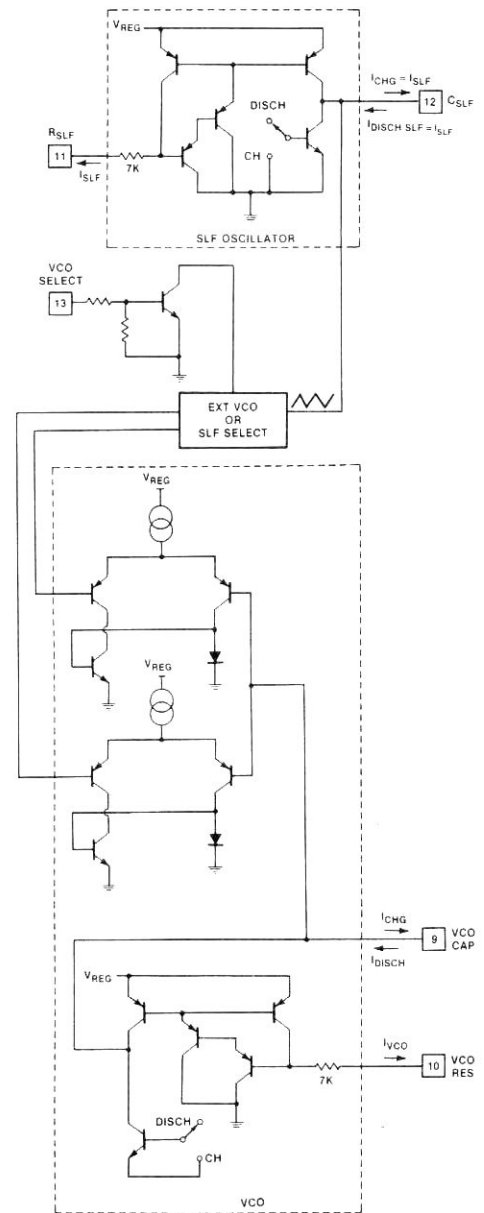 VREG
ICHG = ISLF
12
CSLF
IDISCH SLF = ISLF
DISCH
CH
RSLF
11
ISLF
7K
SLF OSCILLATOR
VCO
SELECT
13
EXT VCO
OR
SLF SELECT
VREG
VREG
ICHG
9
VCO
CAP
IDISCH
VREG
IVCO
10
VCO
RES
7K
DISCH
CH
VCO